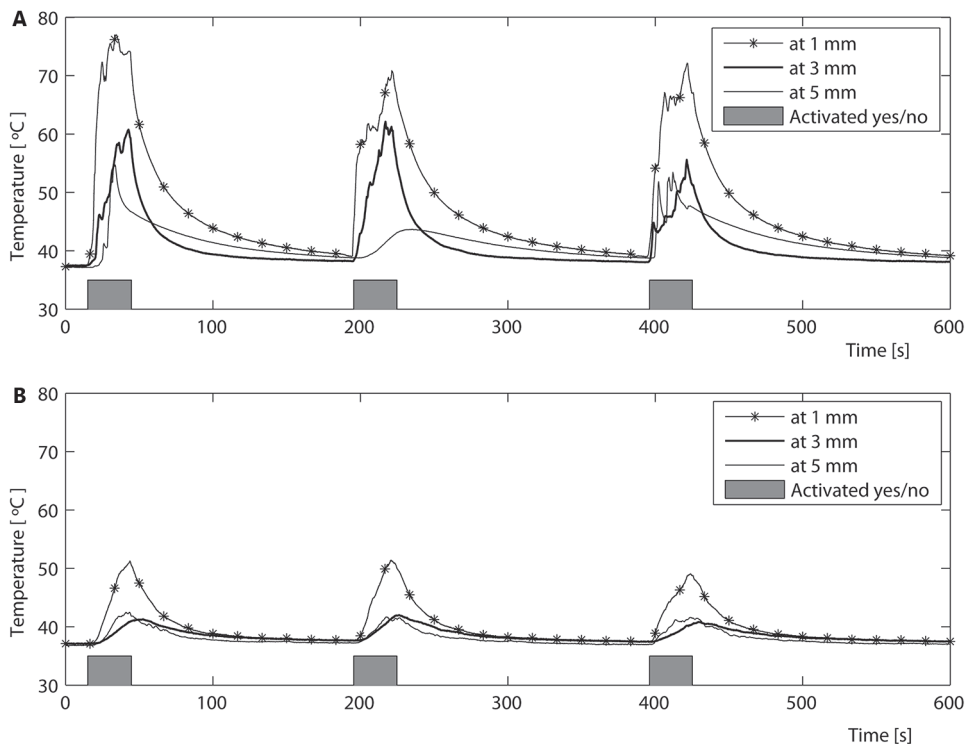 A
80
70
60
50
40
30
Temperature [ ºC]
at 1 mm
at 3 mm
at 5 mm
Activated yes/no
0 100 200 300 400 500 600
Time [s]
B
80
70
60
50
40
30
Temperature [ ºC]
at 1 mm
at 3 mm
at 5 mm
Activated yes/no
0 100 200 300 400 500 600
Time [s]